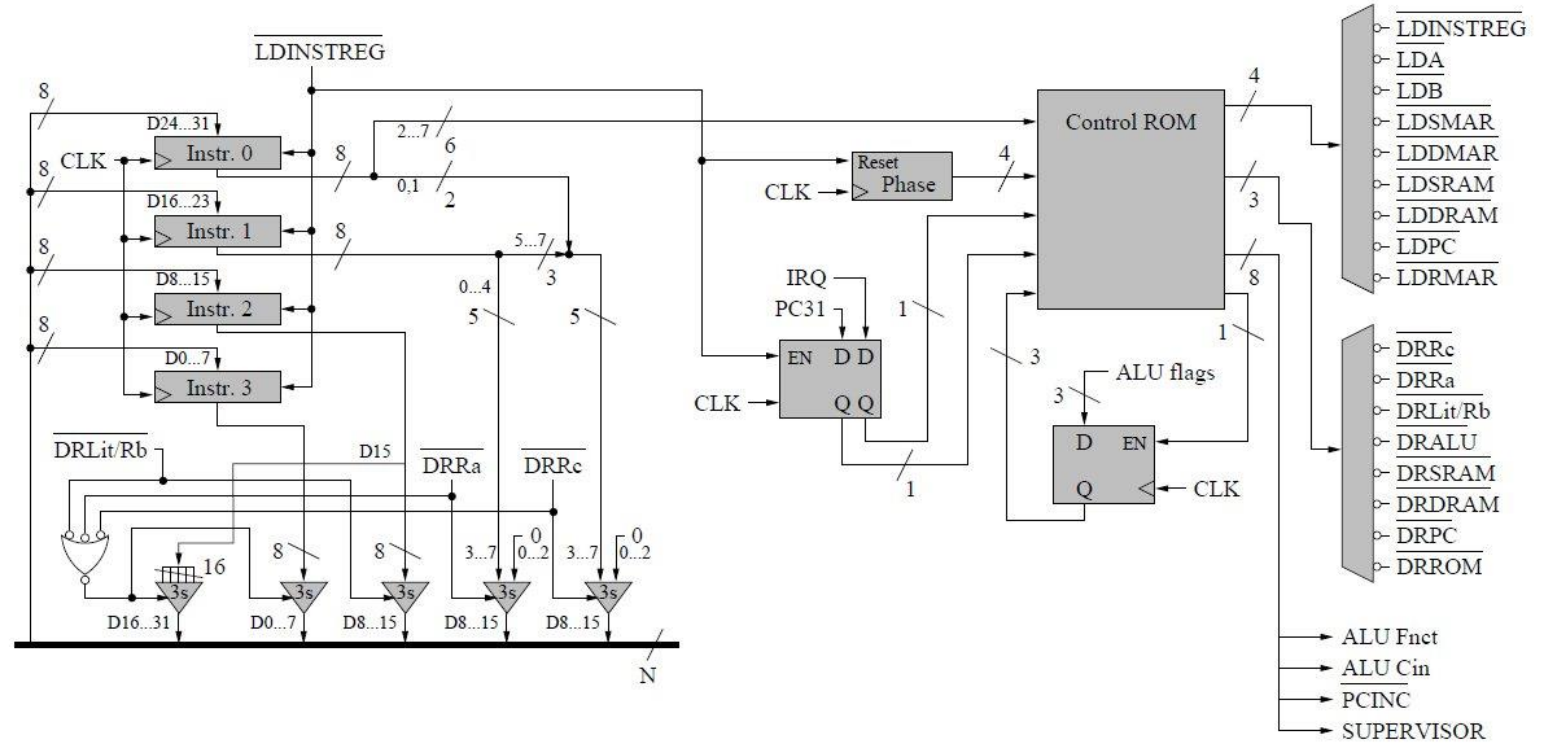 LDINSTREG
8
D24...31
CLK
Instr. 0
8
2...7
6
0,1
2
8
D16...23
Instr. 1
8
5...7
3
8
D8...15
Instr. 2
0...4
5
5
8
D0...7
Instr. 3
DRLit/Rb
D15
DRRa
DRRc
16
8
8
3...7
0
0...2
3...7
0
0...2
3s
3s
3s
3s
3s
D16...31
D0...7
D8...15
D8...15
D8...15
N
Control ROM
Reset
Phase
CLK
4
IRQ
PC31
1
EN
D D
Q Q
CLK
1
3
ALU flags
3
D
EN
Q
CLK
4
3
8
1
LDINSTREG
LDA
LDB
LDSMAR
LDDMAR
LDSRAM
LDDRAM
LDPC
LDRMAR
DRRc
DRRa
DRLit/Rb
DRALU
DRSRAM
DRDRAM
DRPC
DRROM
ALU Fnct
ALU Cin
PCINC
SUPERVISOR